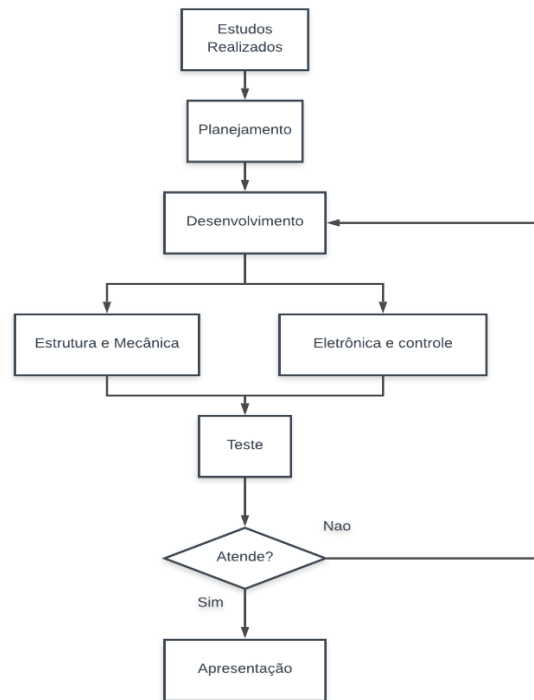 Estudos
Realizados
Planejamento
Desenvolvimento
Estrutura e Mecânica
Eletrônica e controle
Teste
Nao
Atende?
Sim
Apresentação